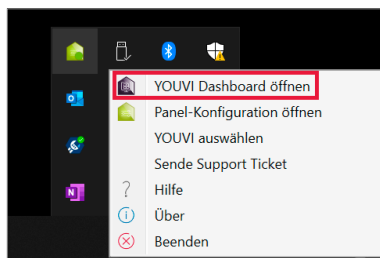 YOUVI Dashboard öffnen
Panel-Konfiguration öffnen
YOUVI auswählen
Sende Support Ticket
? Hilfe
i Über
Beenden